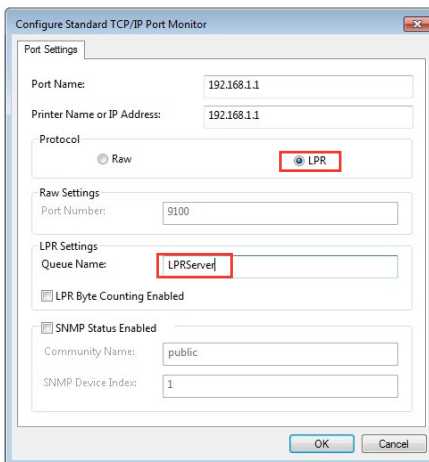 Configure Standard TCP/IP Port Monitor
Port Settings
Port Name: 192.168.1.1
Printer Name or IP Address: 192.168.1.1
Protocol
Raw LPR
Raw Settings
Port Number: 9100
LPR Settings
Queue Name: LPRServer
LPR Byte Counting Enabled
SNMP Status Enabled
Community Name: public
SNMP Device Index: 1
OK Cancel